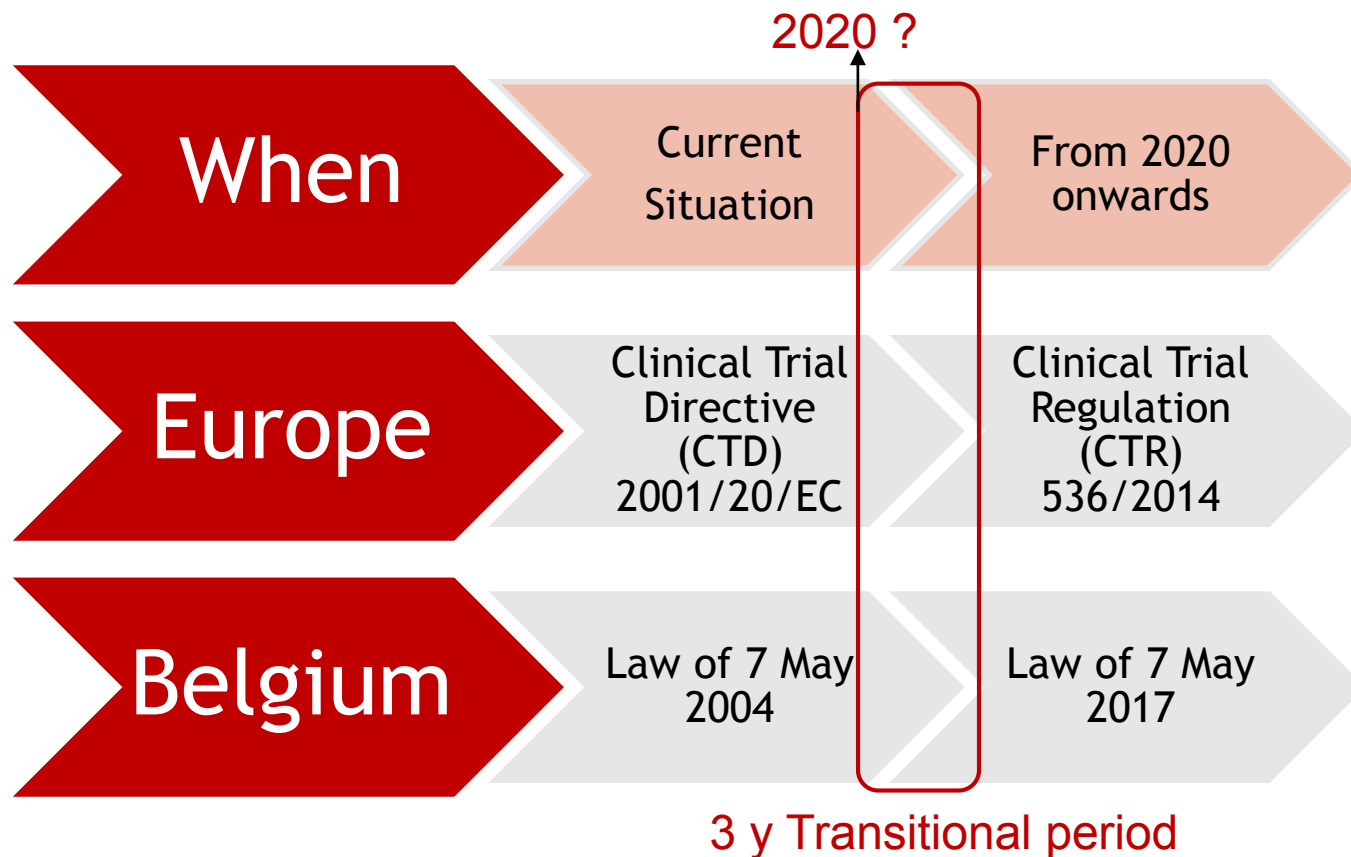 2020 ?
When
Current
Situation
From 2020
onwards
Europe
Clinical Trial
Directive
(CTD)
2001/20/EC
Clinical Trial
Regulation
(CTR)
536/2014
Belgium
Law of 7 May
2004
Law of 7 May
2017
3 y Transitional period